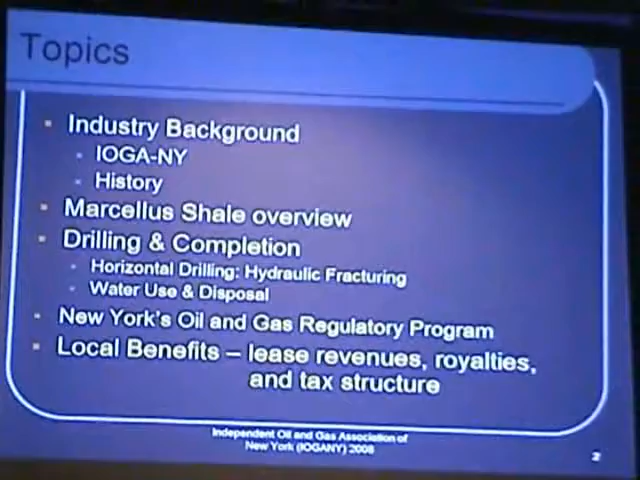 Topics
Industry Background
IOGA-NY
History
Marcellus Shale overview
Drilling & Completion
Horizontal Drilling: Hydraulic Fracturing
Water Use & Disposal
New York's Oil and Gas Regulatory Program
Local Benefits – lease revenues, royalties,
and tax structure
Independent Oil and Gas Association of
New York (IOGANY) 2008
2